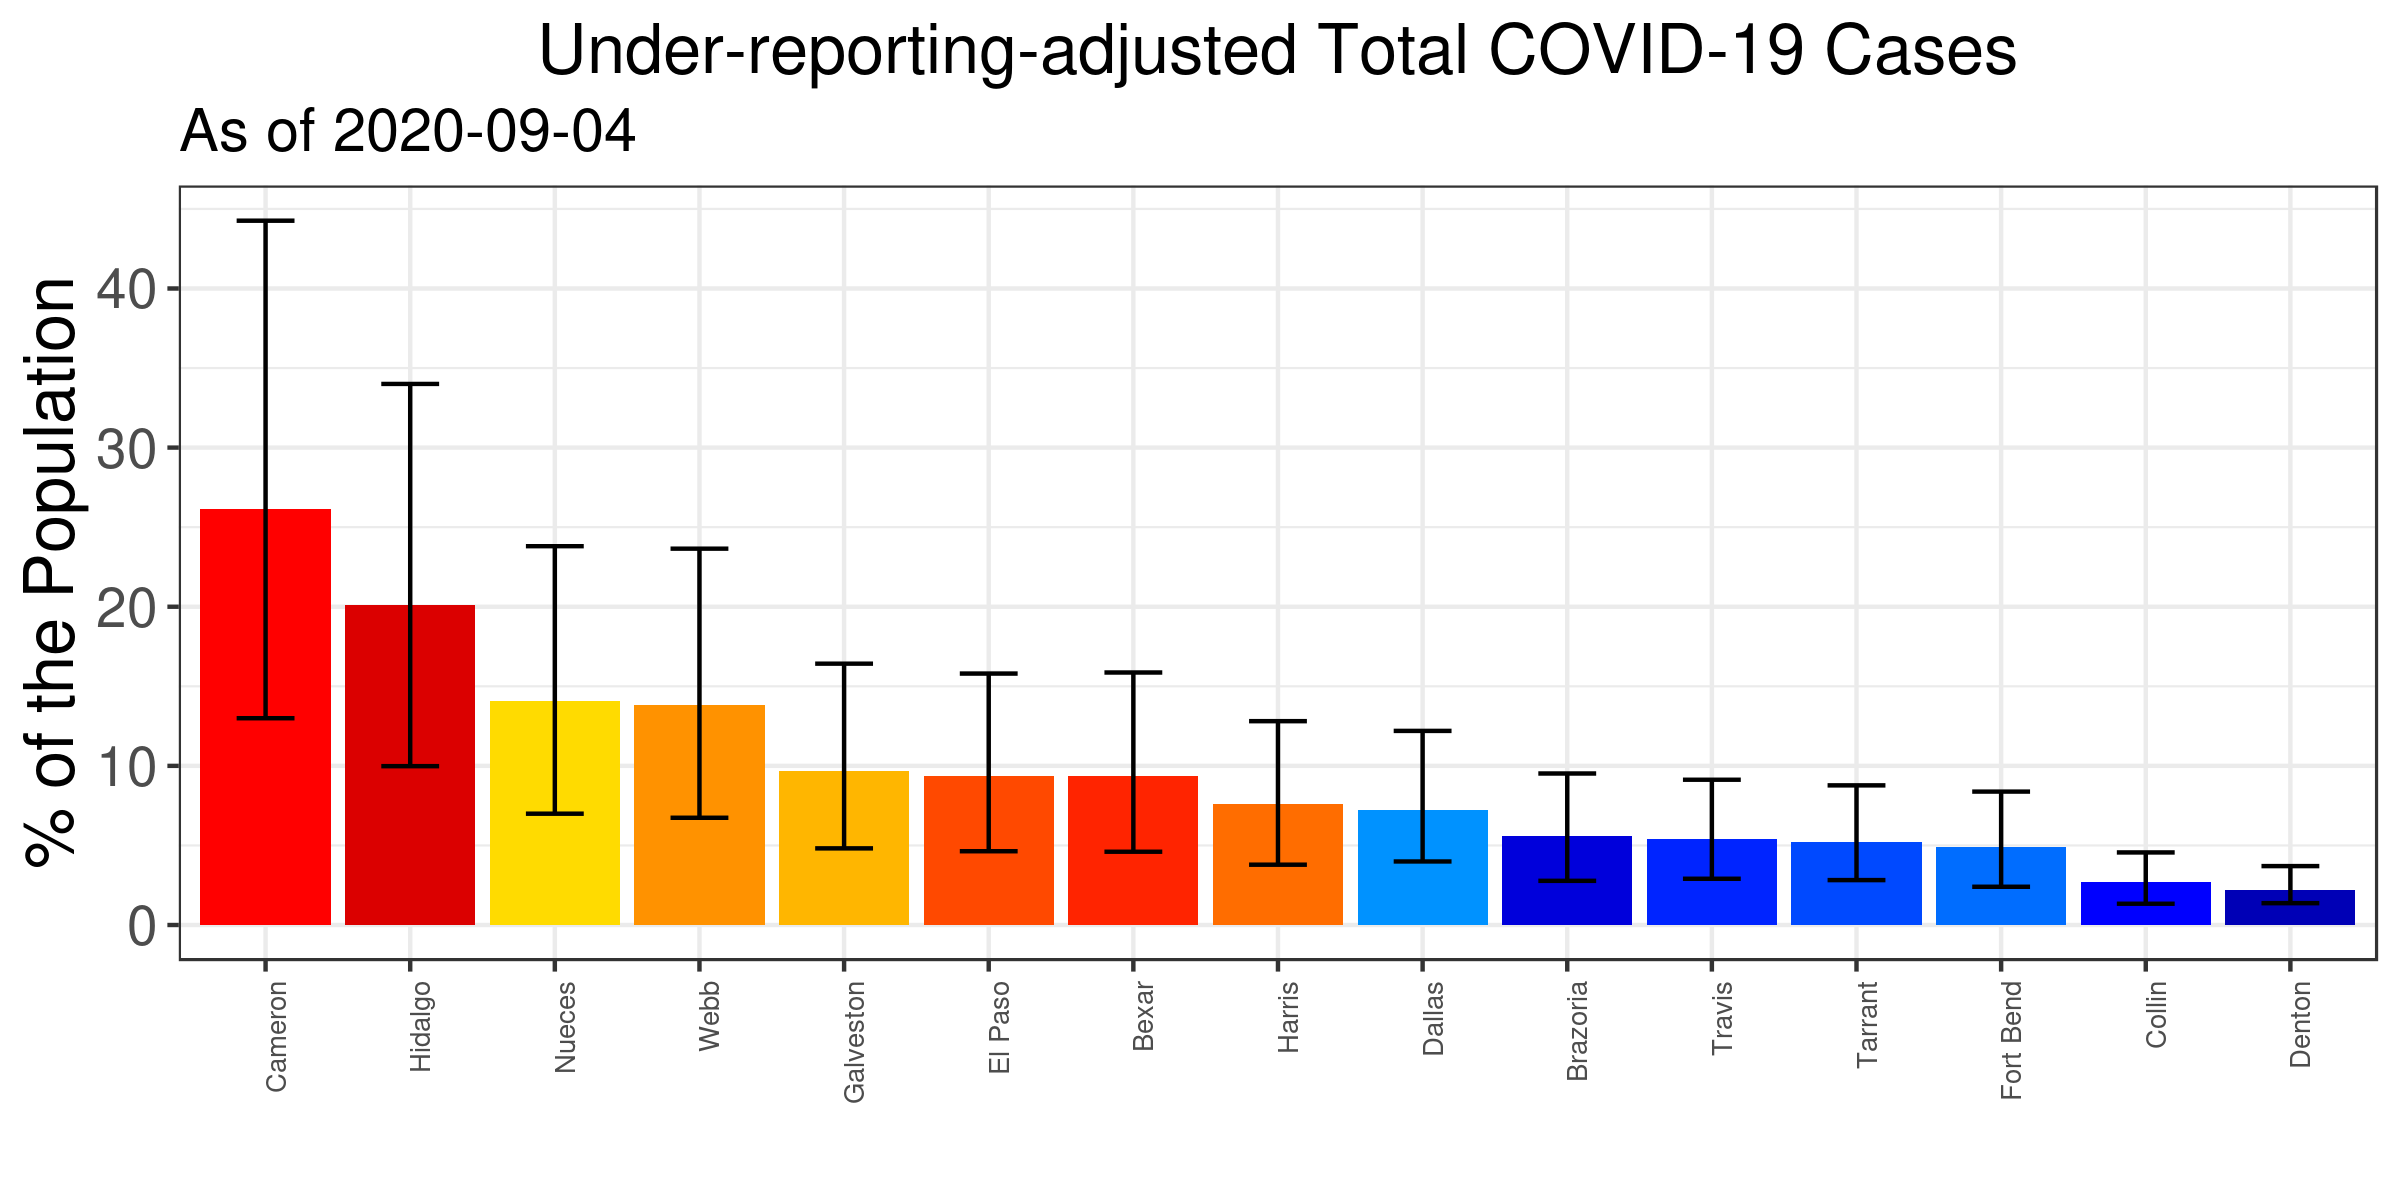 Under-reporting-adjusted Total COVID-19 Cases
As of 2020-09-04
% of the Population
40
30
20
10
0
Cameron
Hidalgo
Nueces
Webb
Galveston
El Paso
Bexar
Harris
Dallas
Brazoria
Travis
Tarrant
Fort Bend
Collin
Denton